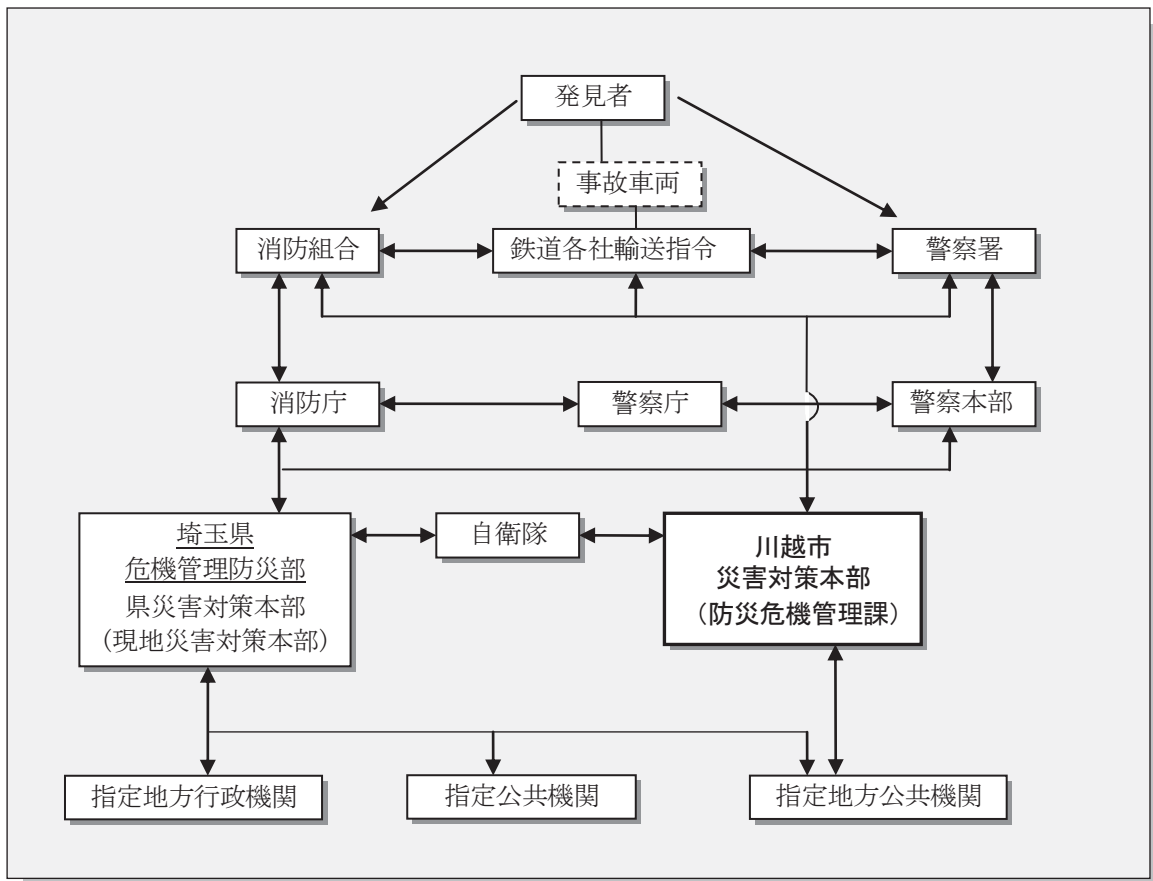 発見者
事故車両
消防組合
鉄道各社輸送指令
警察署
消防庁
警察庁
警察本部
埼玉県
危機管理防災部
県災害対策本部
(現地災害対策本部)
自衛隊
川越市
災害対策本部
（防災危機管理課）
指定地方行政機関
指定公共機関
指定地方公共機関